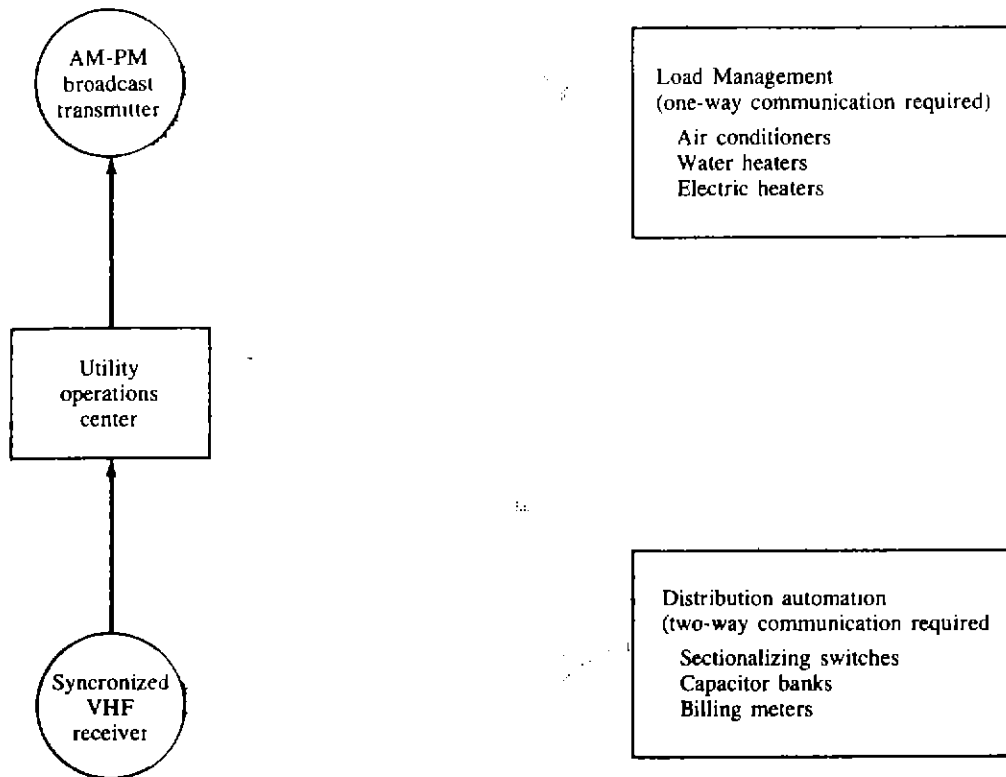 AM-PM
broadcast
transmitter
Load Management
(one-way communication required)
Air conditioners
Water heaters
Electric heaters
Utility
operations
center
Distribution automation
(two-way communication required
Sectionalizing switches
Capacitor banks
Billing meters
Syncronized
VHF
receiver